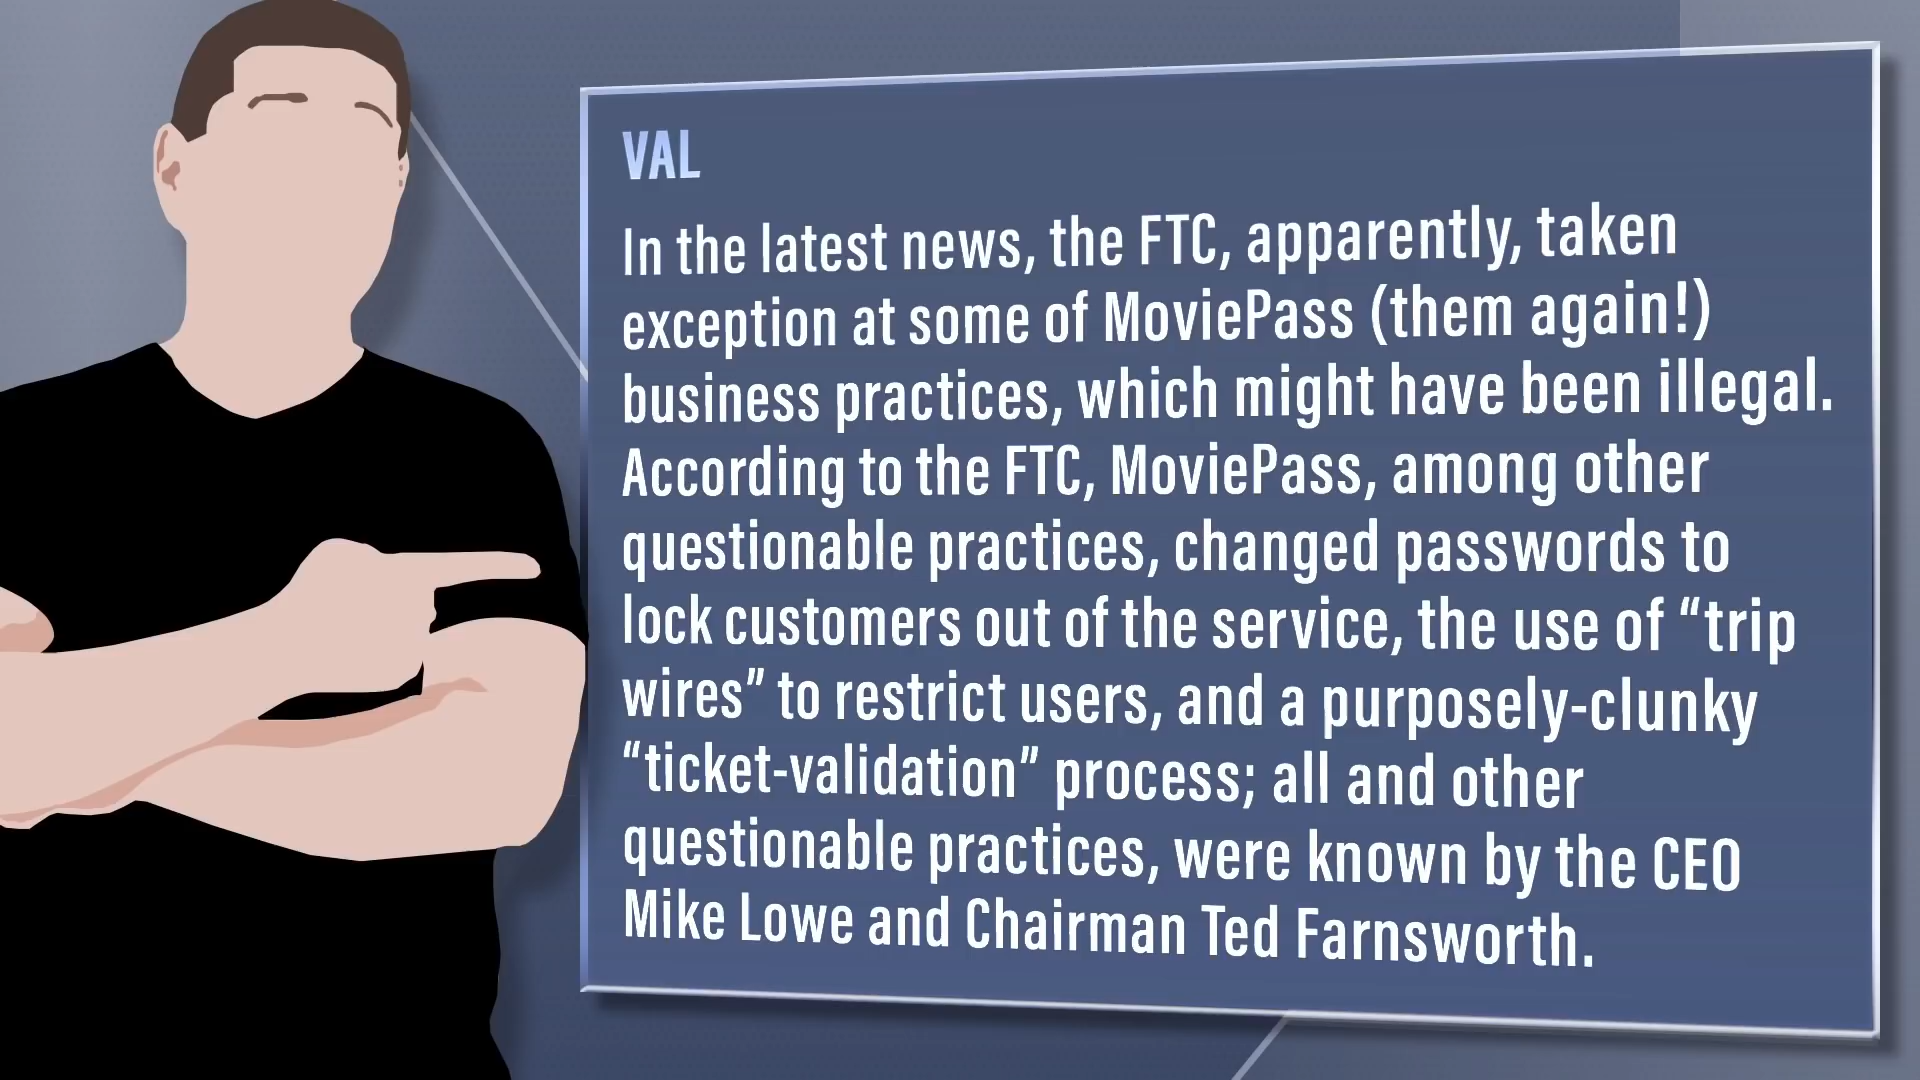 VAL
In the latest news, the FTC, apparently, taken
exception at some of MoviePass (them again!)
business practices, which might have been illegal.
According to the FTC, MoviePass, among other
questionable practices, changed passwords to
lock customers out of the service, the use of “trip
wires” to restrict users, and a purposely-clunky
“ticket-validation” process; all and other
questionable practices, were known by the CEO
Mike Lowe and Chairman Ted Farnsworth.